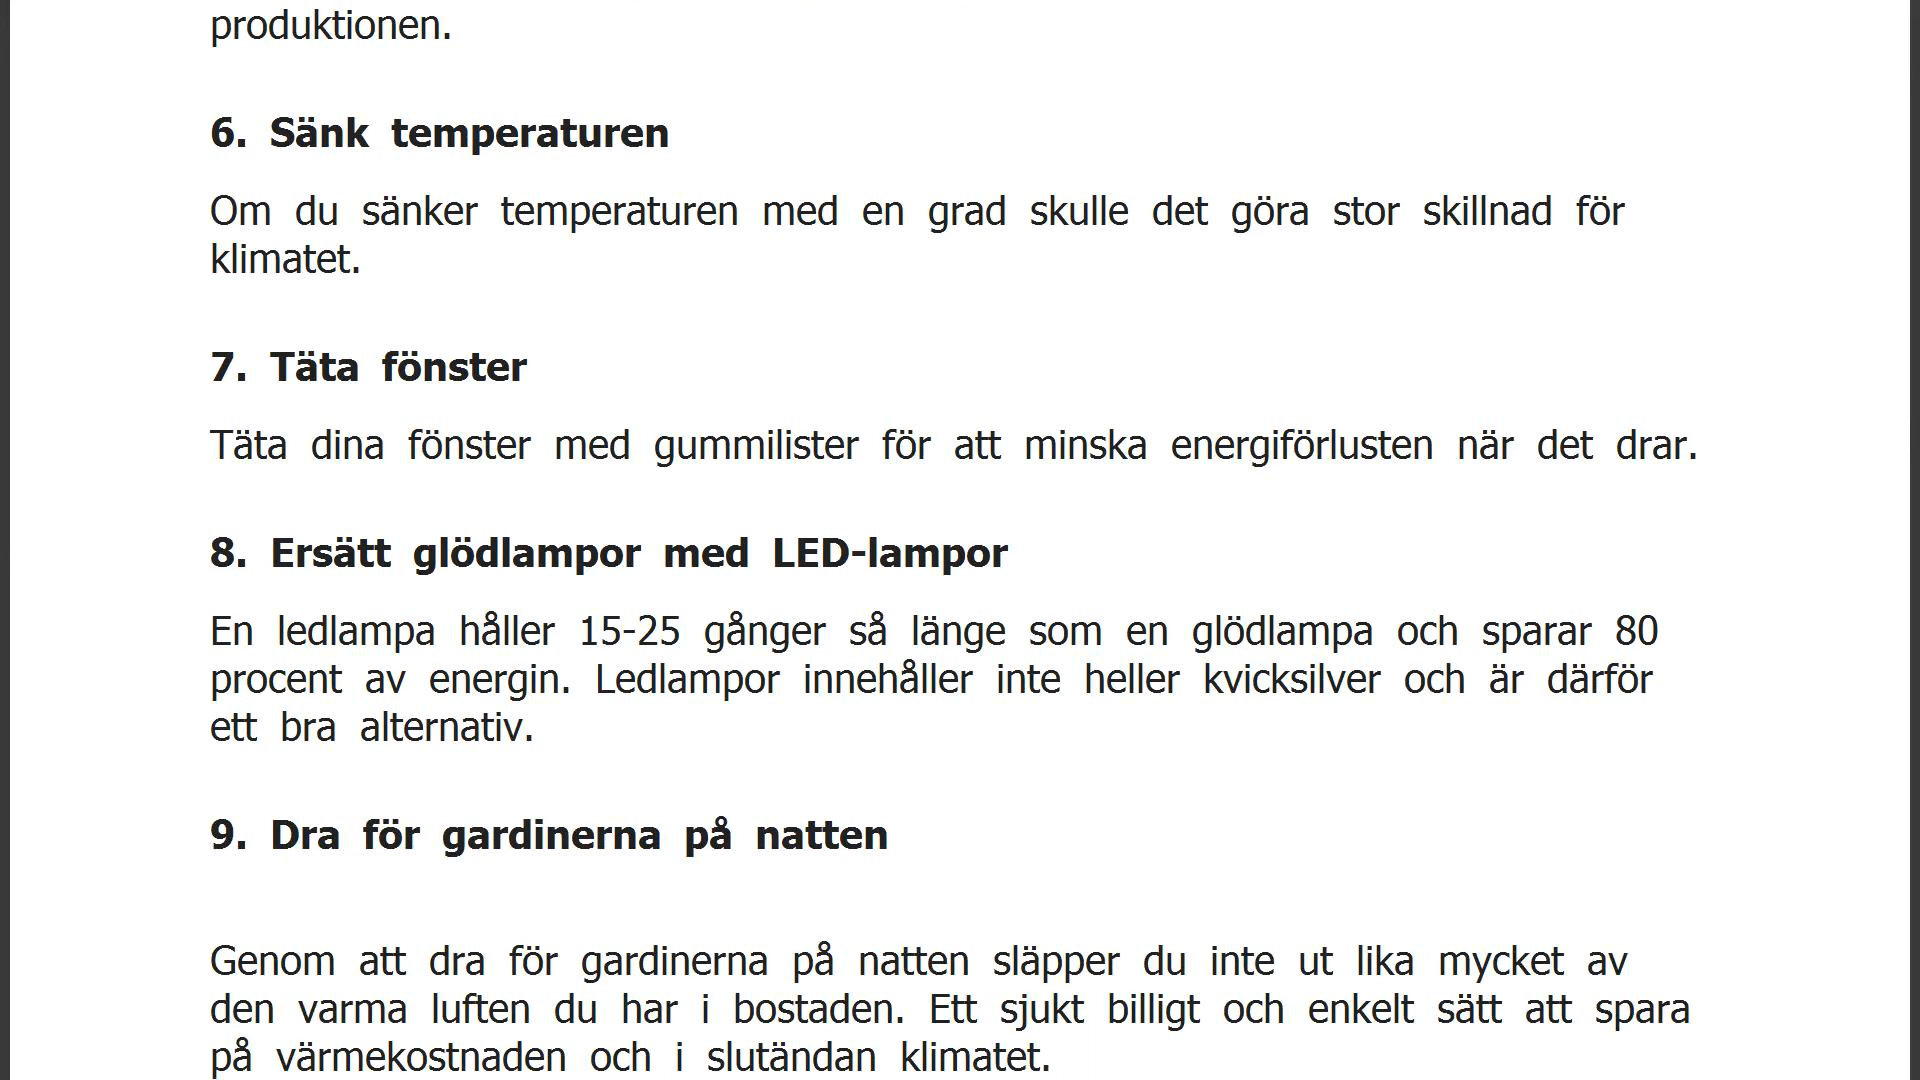 produktionen.
6. Sänk temperaturen
Om du sänker temperaturen med en grad skulle det göra stor skillnad för
klimatet.
7. Täta fönster
Täta dina fönster med gummilister för att minska energiförlusten när det drar.
8. Ersätt glödlampor med LED-lampor
En ledlampa håller 15-25 gånger så länge som en glödlampa och sparar 80
procent av energin. Ledlampor innehåller inte heller kvicksilver och är därför
ett bra alternativ.
9. Dra för gardinerna på natten
Genom att dra för gardinerna på natten släpper du inte ut lika mycket av
den varma luften du har i bostaden. Ett sjukt billigt och enkelt sätt att spara
på värmekostnaden och i slutändan klimatet.